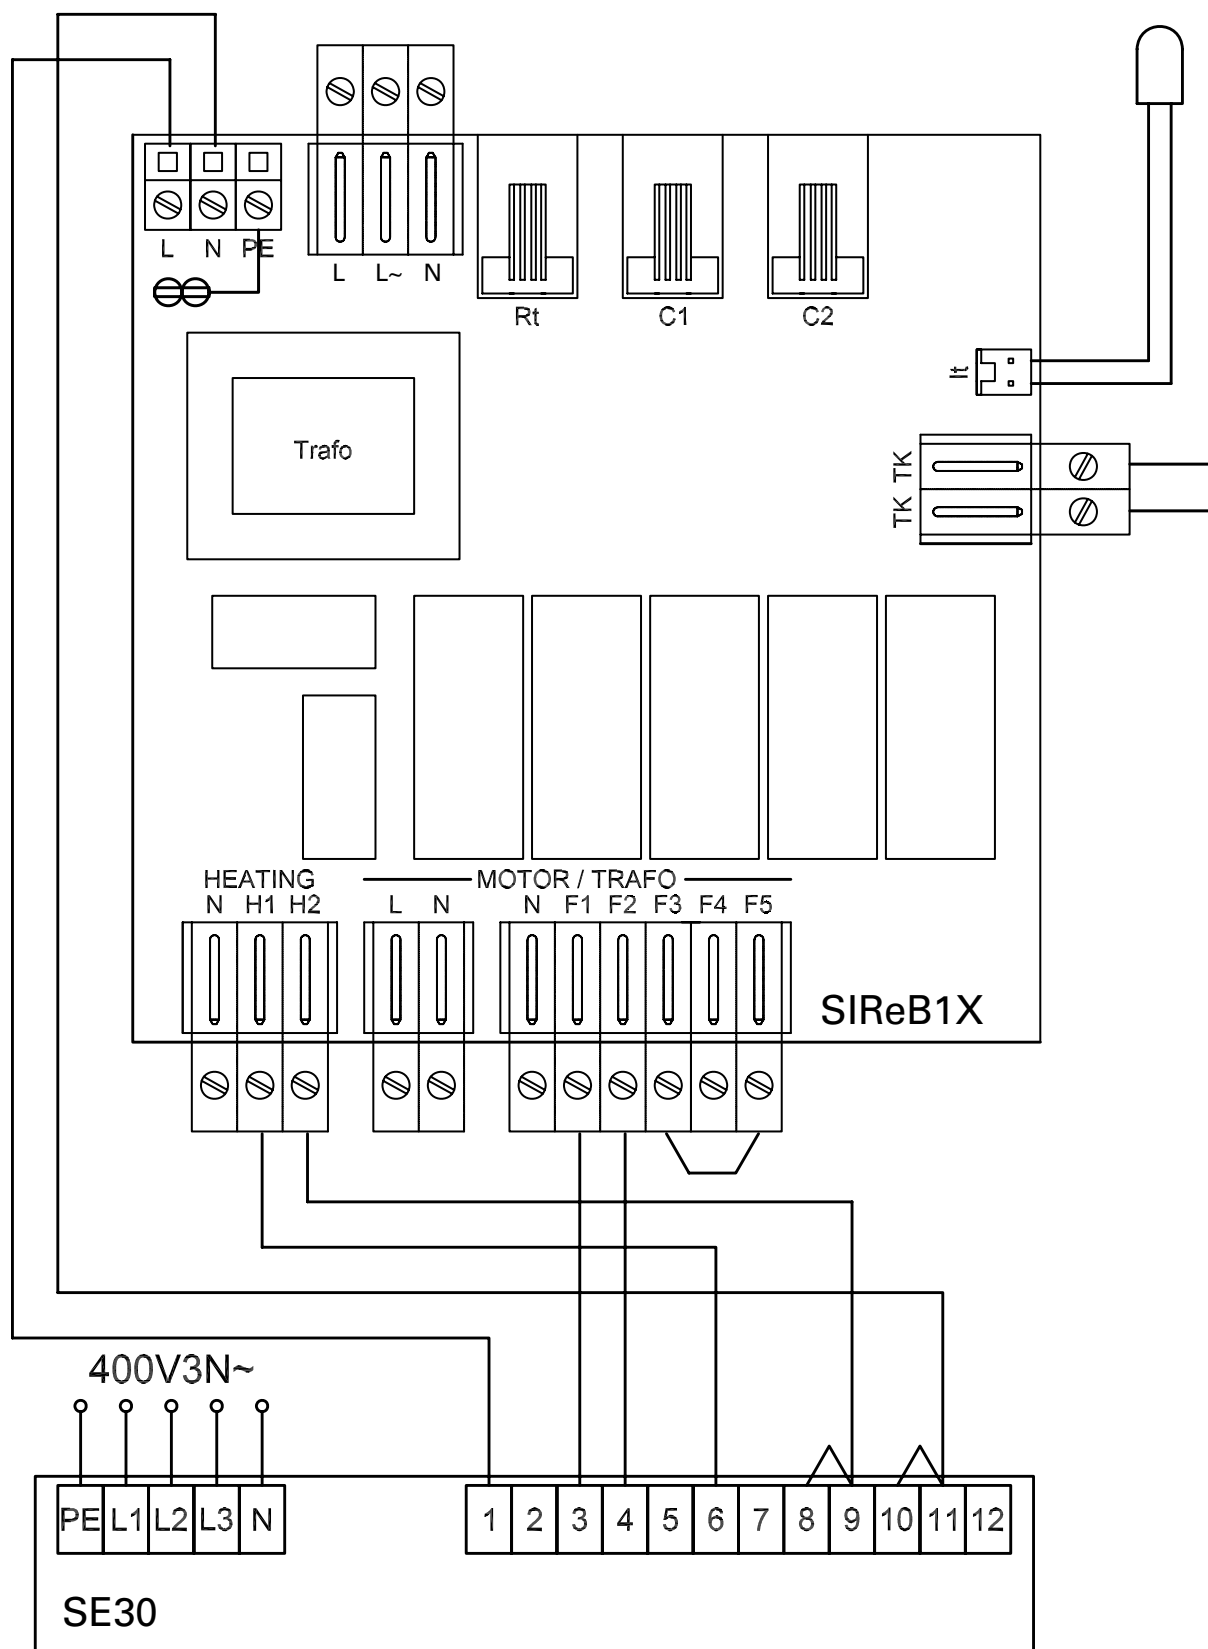 L N PE
L L~ N
Rt C1 C2
It
Trafo
TK
TK
HEATING
N H1 H2
MOTOR / TRAFO
L N N F1 F2 F3 F4 F5
SIReB1X
400V3N~
PE L1 L2 L3 N
1 2 3 4 5 6 7 8 9 10 11 12
SE30